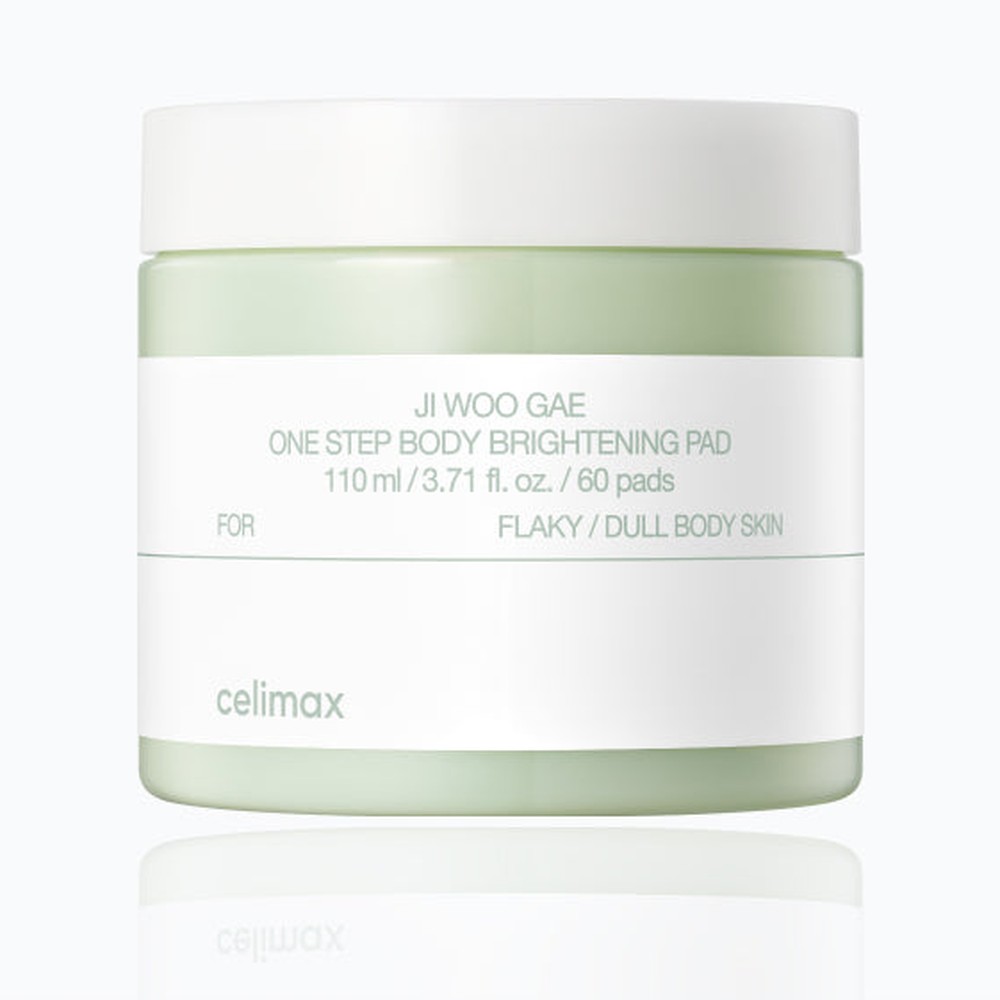 JI WOO GAE
ONE STEP BODY BRIGHTENING PAD
110 ml / 3.71 fl. oz. / 60 pads
FOR FLAKY / DULL BODY SKIN
celimax